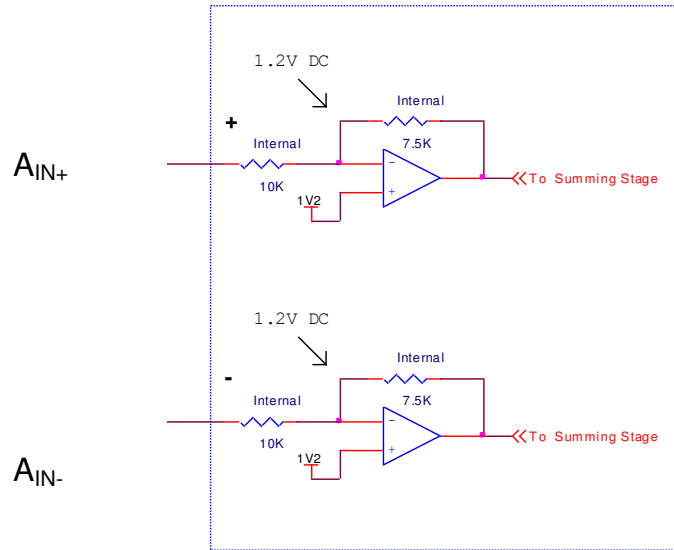 1.2V DC
Internal
+
Internal
7.5K
AIN+
−
To Summing Stage
10K
1V2
+
1.2V DC
Internal
-
Internal
7.5K
−
To Summing Stage
10K
1V2
+
AIN-